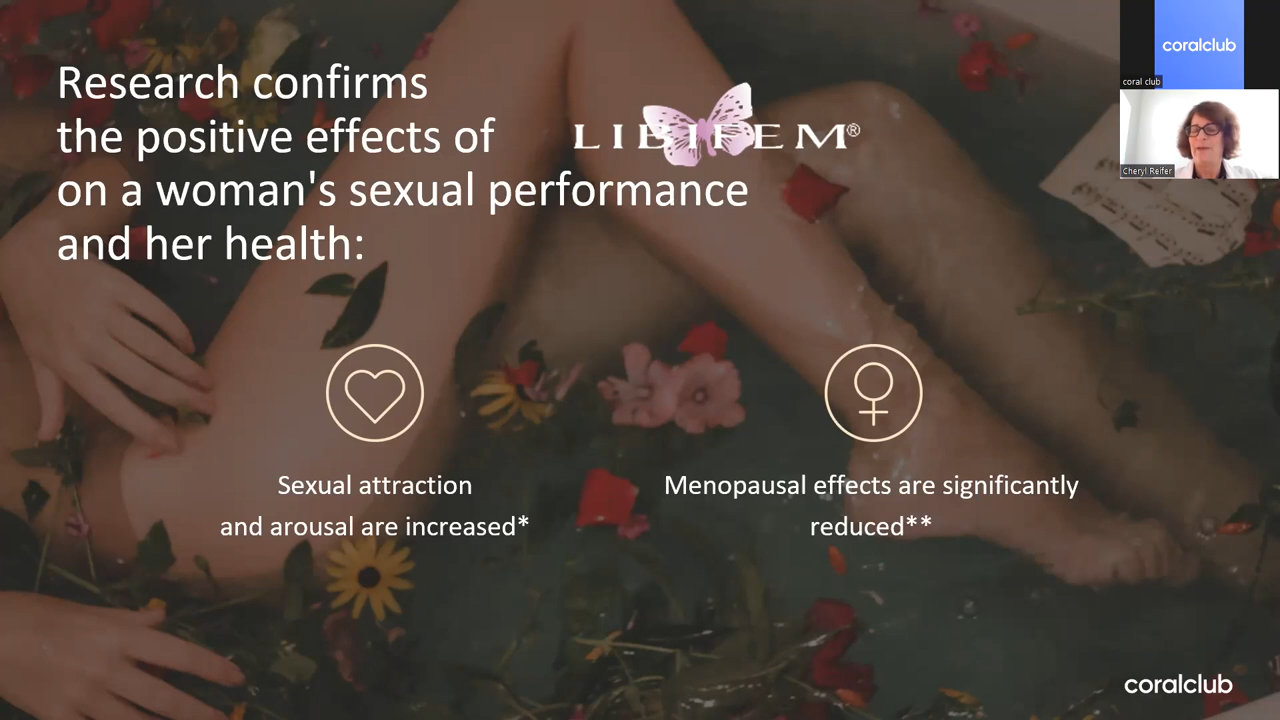 Research confirms
the positive effects of LIBIFEM®
on a woman's sexual performance
and her health:
Sexual attraction
and arousal are increased*
Menopausal effects are significantly
reduced**
coralclub
coralclub
coral club
Cheryl Reifer